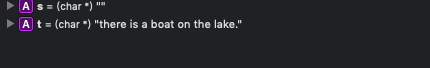 A s = (char *) ""
A t = (char *) "there is a boat on the lake."